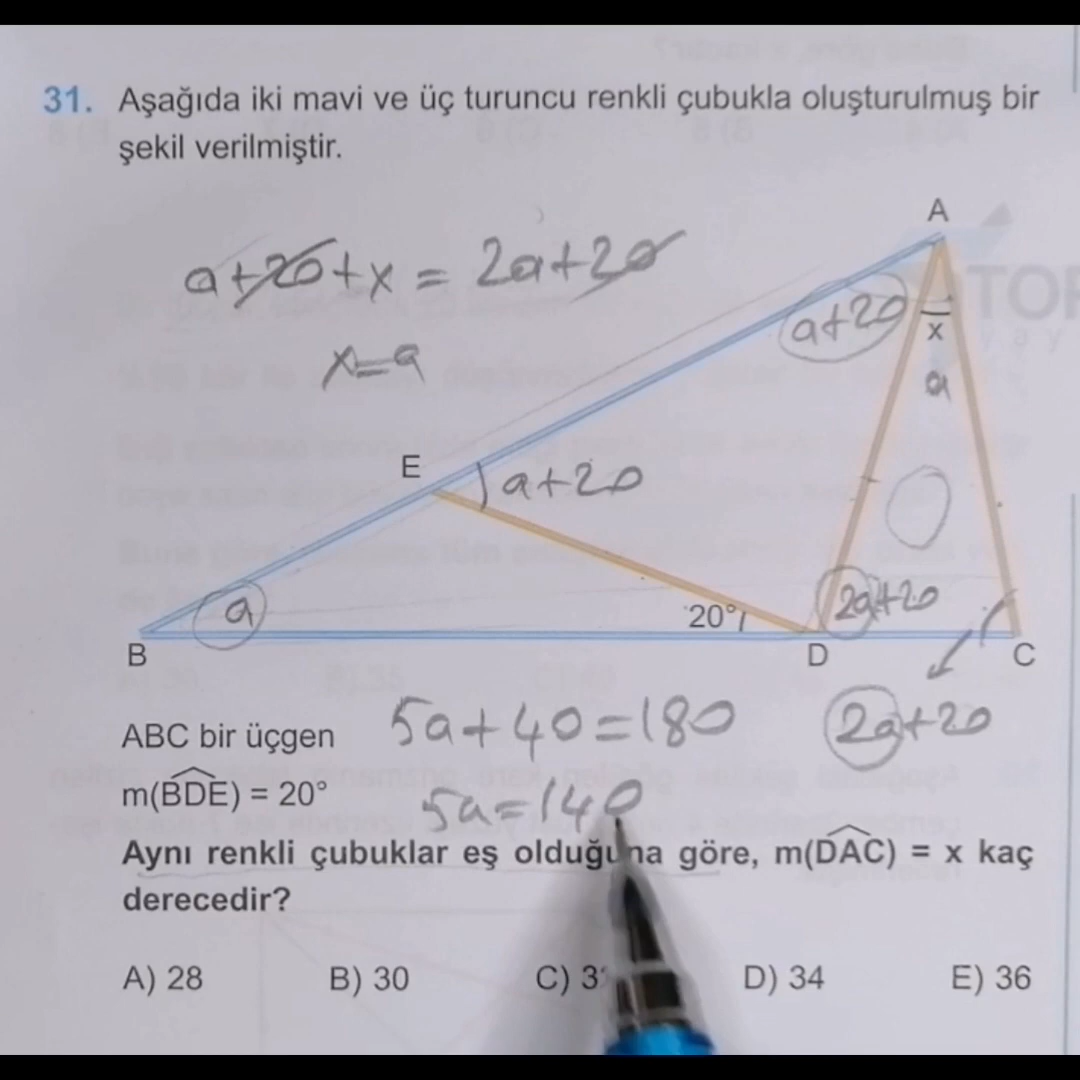 31. Aşağıda iki mavi ve üç turuncu renkli çubukla oluşturulmuş bir
şekil verilmiştir.
A
a+20+x = 2a+20
TOR
a+20
x
x=a
a
E
a+20
a
20°
2a+20
B
D
C
ABC bir üçgen
5a+40=180
2a+20
m(BDE) = 20°
5a=140
Aynı renkli çubuklar eş olduğuna göre, m(DAC) = x kaç
derecedir?
A) 28 B) 30 C) 3 D) 34 E) 36